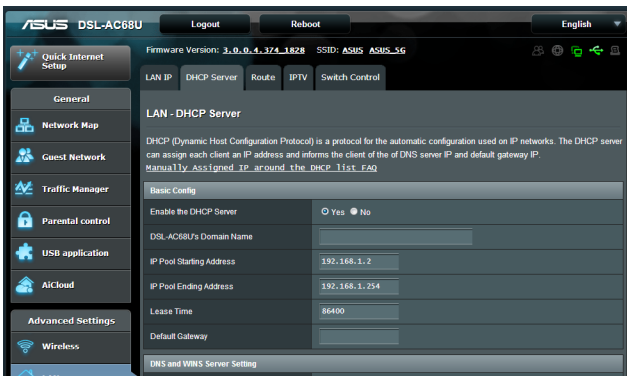 ASUS DSL-AC68U Logout Reboot English
Quick Internet Setup
Firmware Version: 3.0.0.4.374_1828 SSID: ASUS ASUS_5G
LAN IP DHCP Server Route IPTV Switch Control
General
Network Map
Guest Network
Traffic Manager
Parental control
USB application
AiCloud
Advanced Settings
Wireless
LAN - DHCP Server
DHCP (Dynamic Host Configuration Protocol) is a protocol for the automatic configuration used on IP networks. The DHCP server
can assign each client an IP address and informs the client of the of DNS server IP and default gateway IP.
Manually Assigned IP around the DHCP list FAQ
Basic Config
Enable the DHCP Server Yes No
DSL-AC68U's Domain Name
IP Pool Starting Address 192.168.1.2
IP Pool Ending Address 192.168.1.254
Lease Time 86400
Default Gateway
DNS and WINS Server Setting